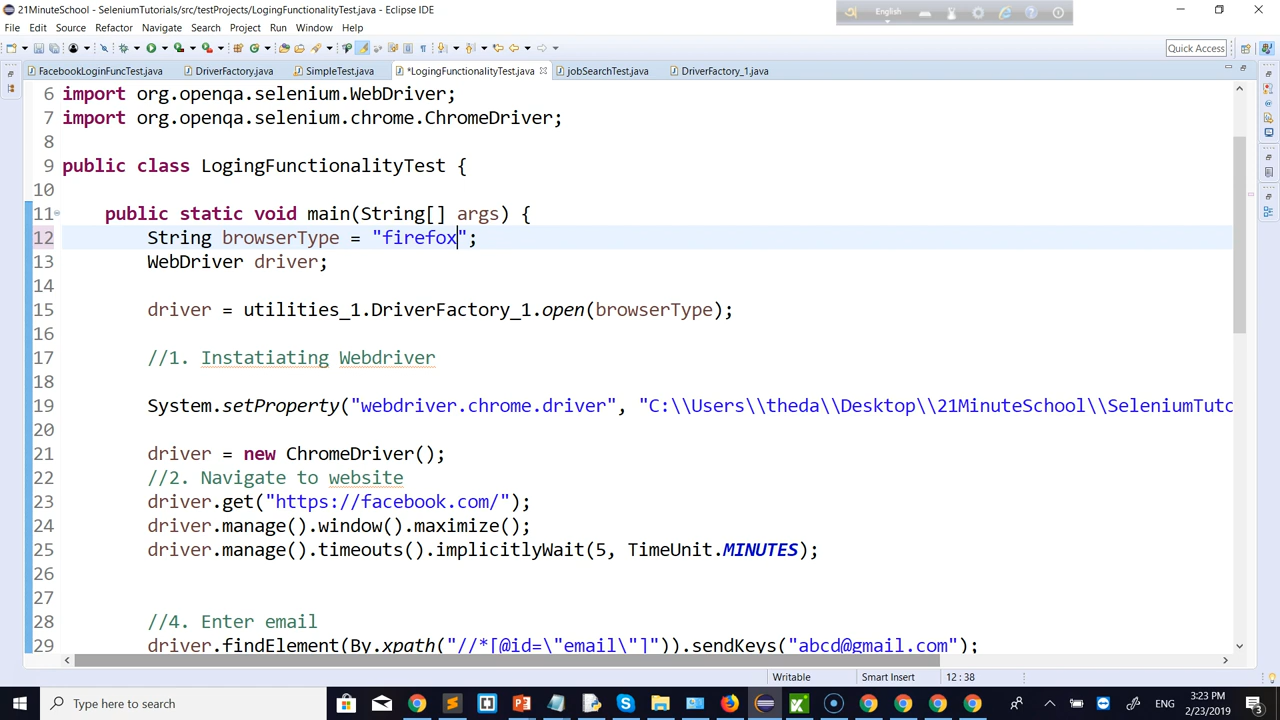 21MinuteSchool - SeleniumTutorials/src/testProjects/LogingFunctionalityTest.java - Eclipse IDE
English
File Edit Source Refactor Navigate Search Project Run Window Help
Quick Access
FacebookLoginFuncTest.java DriverFactory.java SimpleTest.java *LogingFunctionalityTest.java jobSearchTest.java DriverFactory_1.java
6 import org.openqa.selenium.WebDriver;
7 import org.openqa.selenium.chrome.ChromeDriver;
8
9 public class LogingFunctionalityTest {
10
11 public static void main(String[] args) {
12 String browserType = "firefox";
13 WebDriver driver;
14
15 driver = utilities_1.DriverFactory_1.open(browserType);
16
17 //1. Instatiating Webdriver
18
19 System.setProperty("webdriver.chrome.driver", "C:\\Users\\theda\\Desktop\\21MinuteSchool\\SeleniumTutc
20
21 driver = new ChromeDriver();
22 //2. Navigate to website
23 driver.get("https://facebook.com/");
24 driver.manage().window().maximize();
25 driver.manage().timeouts().implicitlyWait(5, TimeUnit.MINUTES);
26
27
28 //4. Enter email
29 driver.findElement(By.xpath("//*[@id=\"email\"]")).sendKeys("abcd@gmail.com");
Writable Smart Insert 12 : 38
Type here to search
3:23 PM
2/23/2019
3